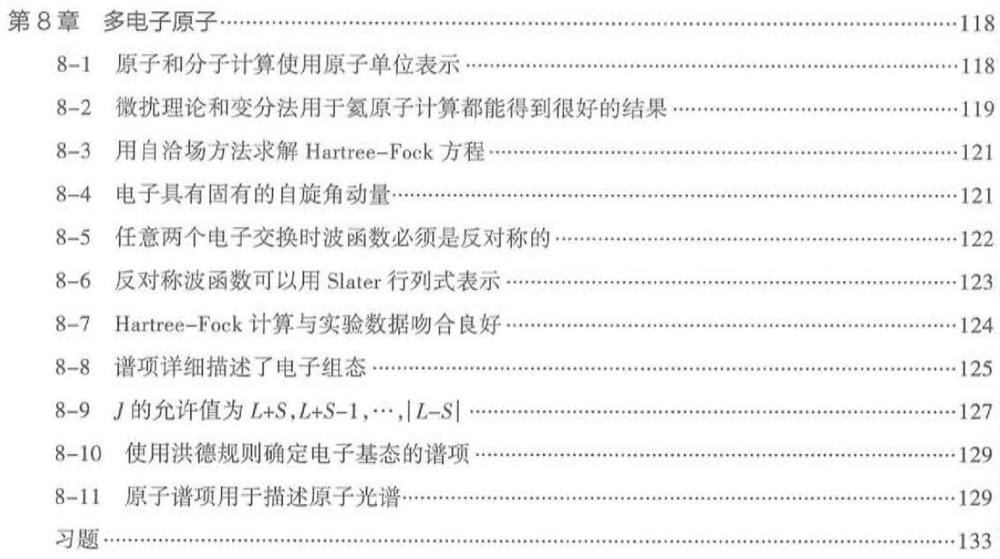 第8章 多电子原子……118
8-1 原子和分子计算使用原子单位表示……118
8-2 微扰理论和变分法用于氦原子计算都能得到很好的结果……119
8-3 用自洽场方法求解 Hartree-Fock 方程……121
8-4 电子具有固有的自旋角动量……121
8-5 任意两个电子交换时波函数必须是反对称的……122
8-6 反对称波函数可以用 Slater 行列式表示……123
8-7 Hartree-Fock 计算与实验数据吻合良好……124
8-8 谱项详细描述了电子组态……125
8-9 J 的允许值为 L+S,L+S-1,…,|L-S|……127
8-10 使用洪德规则确定电子基态的谱项……129
8-11 原子谱项用于描述原子光谱……129
习题……133